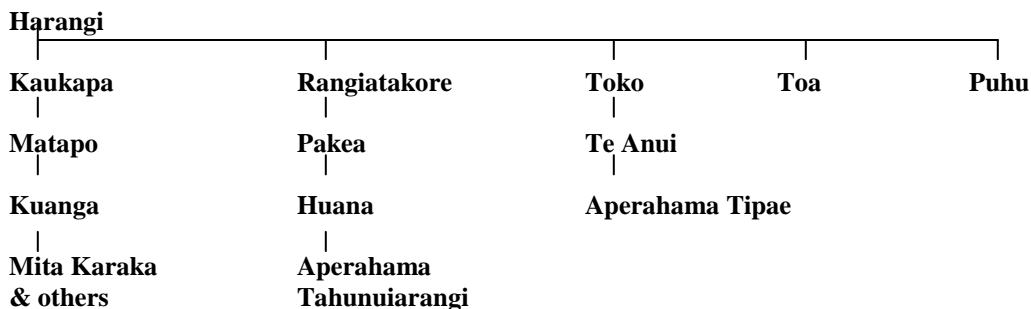 Harangi
Kaukapa Rangiatakore Toko Toa Puhu
Matapo Pakea Te Anui
Kuanga Huana Aperahama Tipae
Mita Karaka Aperahama
& others Tahunuiarangi